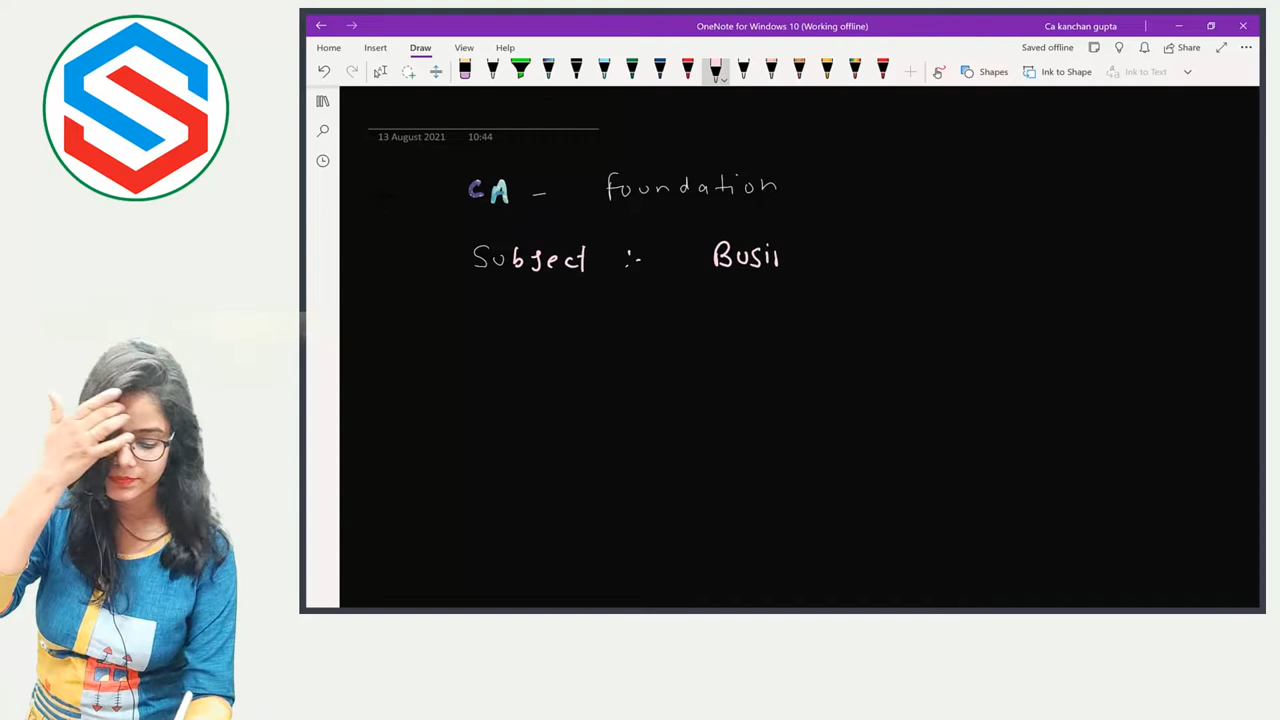 OneNote for Windows 10 (Working offline)
Ca kanchan gupta
Home Insert Draw View Help
Saved offline
Share
Shapes
Ink to Shape
Ink to Text
13 August 2021 10:44
CA - foundation
Subject :- Busin